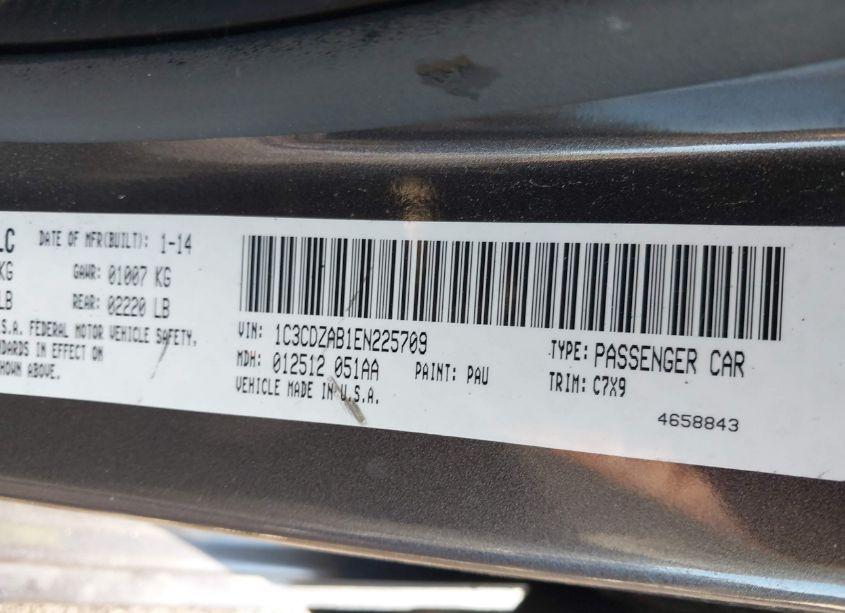 LC DATE OF MFR(BUILT): 1-14
KG GAWR: 01007 KG
LB REAR: 02220 LB
S.A. FEDERAL MOTOR VEHICLE SAFETY,
NDARDS IN EFFECT ON
HOWN ABOVE.
VIN: 1C3CDZAB1EN225709 TYPE: PASSENGER CAR
MDH: 012512 051AA PAINT: PAU TRIM: C7X9
VEHICLE MADE IN U.S.A.
4658843